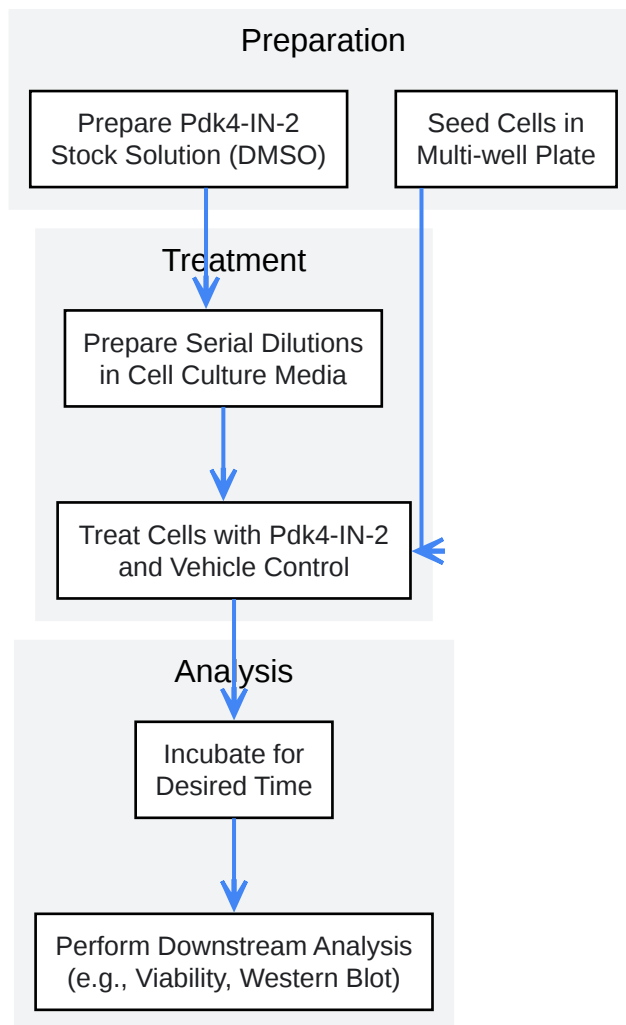 Preparation
Prepare Pdk4-IN-2
Stock Solution (DMSO)
Seed Cells in
Multi-well Plate
Treatment
Prepare Serial Dilutions
in Cell Culture Media
Treat Cells with Pdk4-IN-2
and Vehicle Control
Analysis
Incubate for
Desired Time
Perform Downstream Analysis
(e.g., Viability, Western Blot)